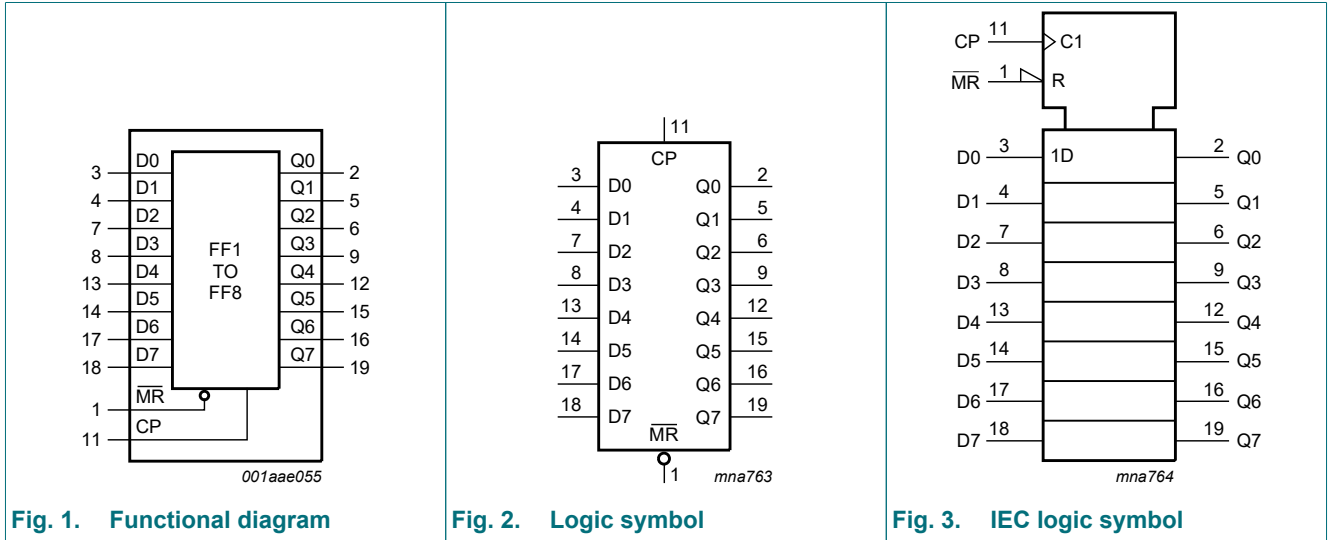 D0 Q0
3 2
D1 Q1
4 5
D2 Q2
7 6
D3 Q3
8 9
D4 Q4
13 12
D5 Q5
14 15
D6 Q6
17 16
D7 Q7
18 19
FF1
TO
FF8
M̅R̅
1
CP
11
001aae055
Fig. 1. Functional diagram
11
CP
3 D0 Q0 2
4 D1 Q1 5
7 D2 Q2 6
8 D3 Q3 9
13 D4 Q4 12
14 D5 Q5 15
17 D6 Q6 16
18 D7 Q7 19
M̅R̅
1
mna763
Fig. 2. Logic symbol
CP 11 C1
M̅R̅ 1 R
D0 3 1D 2 Q0
D1 4 5 Q1
D2 7 6 Q2
D3 8 9 Q3
D4 13 12 Q4
D5 14 15 Q5
D6 17 16 Q6
D7 18 19 Q7
mna764
Fig. 3. IEC logic symbol